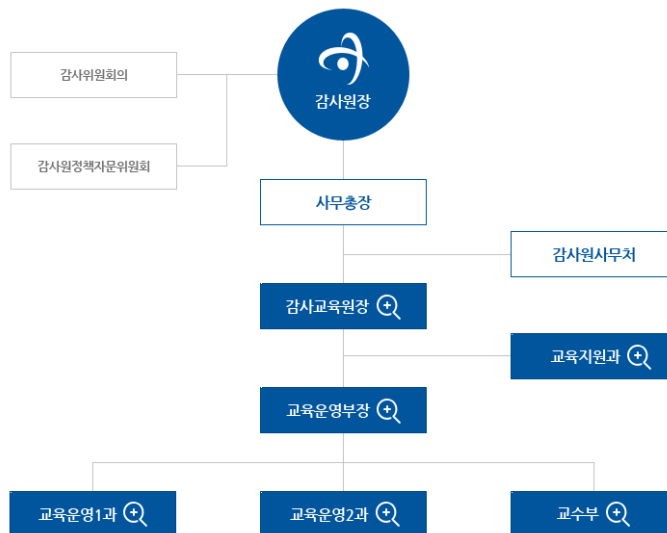 감사원장
감사위원회의
감사원정책자문위원회
사무총장
감사원사무처
감사교육원장
교육지원과
교육운영부장
교육운영1과
교육운영2과
교수부